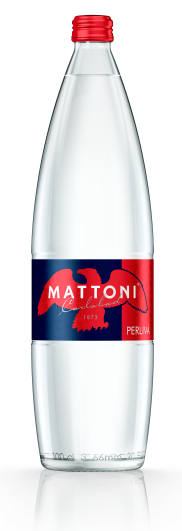 MATTONI
Carlsbad
1873
PERLIVÁ